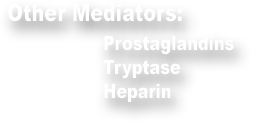 Other Mediators:
Prostaglandins
Tryptase
Heparin